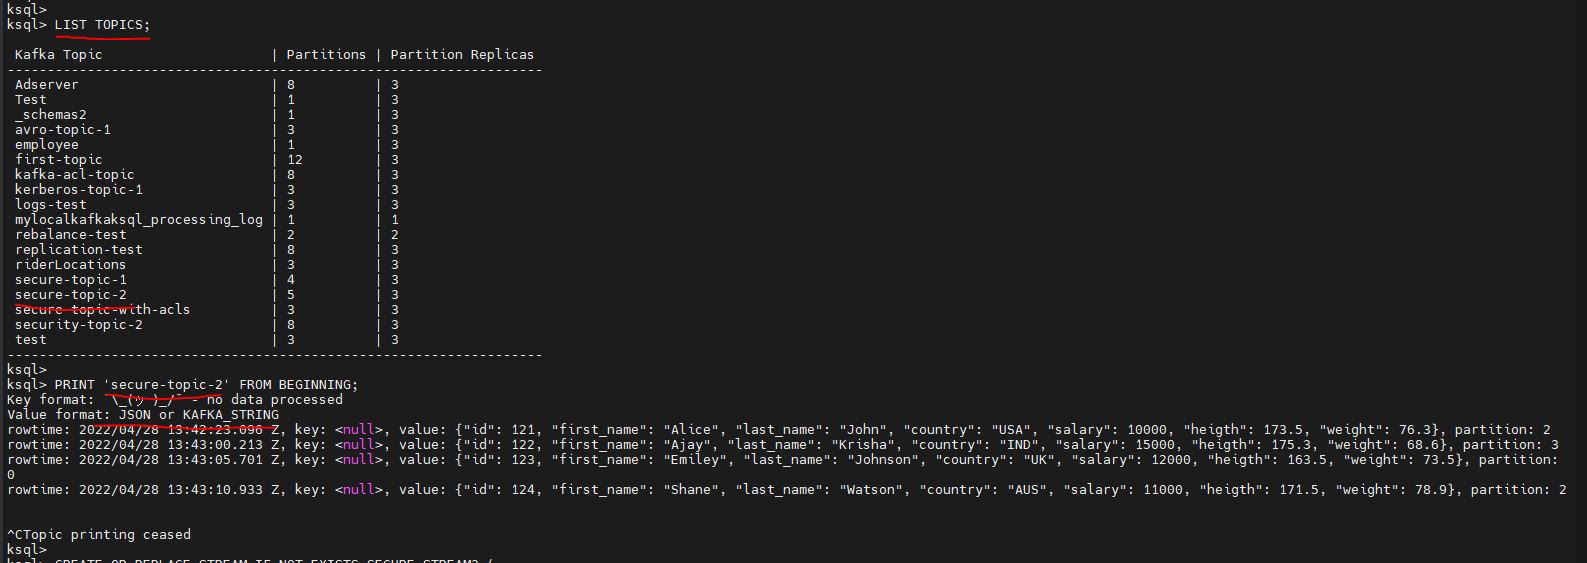 ksql>
ksql> LIST TOPICS;
Kafka Topic | Partitions | Partition Replicas
-------------------------------------------------------------------
Adserver | 8 | 3
Test | 1 | 3
_schemas2 | 1 | 3
avro-topic-1 | 3 | 3
employee | 1 | 3
first-topic | 12 | 3
kafka-acl-topic | 8 | 3
kerberos-topic-1 | 3 | 3
logs-test | 3 | 3
mylocalkafkaksql_processing_log | 1 | 1
rebalance-test | 2 | 2
replication-test | 8 | 3
riderLocations | 3 | 3
secure-topic-1 | 4 | 3
secure-topic-2 | 5 | 3
secure-topic-with-acls | 3 | 3
security-topic-2 | 8 | 3
test | 3 | 3
-------------------------------------------------------------------
ksql>
ksql> PRINT 'secure-topic-2' FROM BEGINNING;
Key format: ¯\_(ツ)_/¯ - no data processed
Value format: JSON or KAFKA_STRING
rowtime: 2022/04/28 13:42:23.096 Z, key: <null>, value: {"id": 121, "first_name": "Alice", "last_name": "John", "country": "USA", "salary": 10000, "heigth": 173.5, "weight": 76.3}, partition: 2
rowtime: 2022/04/28 13:43:00.213 Z, key: <null>, value: {"id": 122, "first_name": "Ajay", "last_name": "Krisha", "country": "IND", "salary": 15000, "heigth": 175.3, "weight": 68.6}, partition: 3
rowtime: 2022/04/28 13:43:05.701 Z, key: <null>, value: {"id": 123, "first_name": "Emiley", "last_name": "Johnson", "country": "UK", "salary": 12000, "heigth": 163.5, "weight": 73.5}, partition:
0
rowtime: 2022/04/28 13:43:10.933 Z, key: <null>, value: {"id": 124, "first_name": "Shane", "last_name": "Watson", "country": "AUS", "salary": 11000, "heigth": 171.5, "weight": 78.9}, partition: 2
^CTopic printing ceased
ksql>
ksql> CREATE OR REPLACE STREAM IF NOT EXISTS SECURE_STREAM2 (